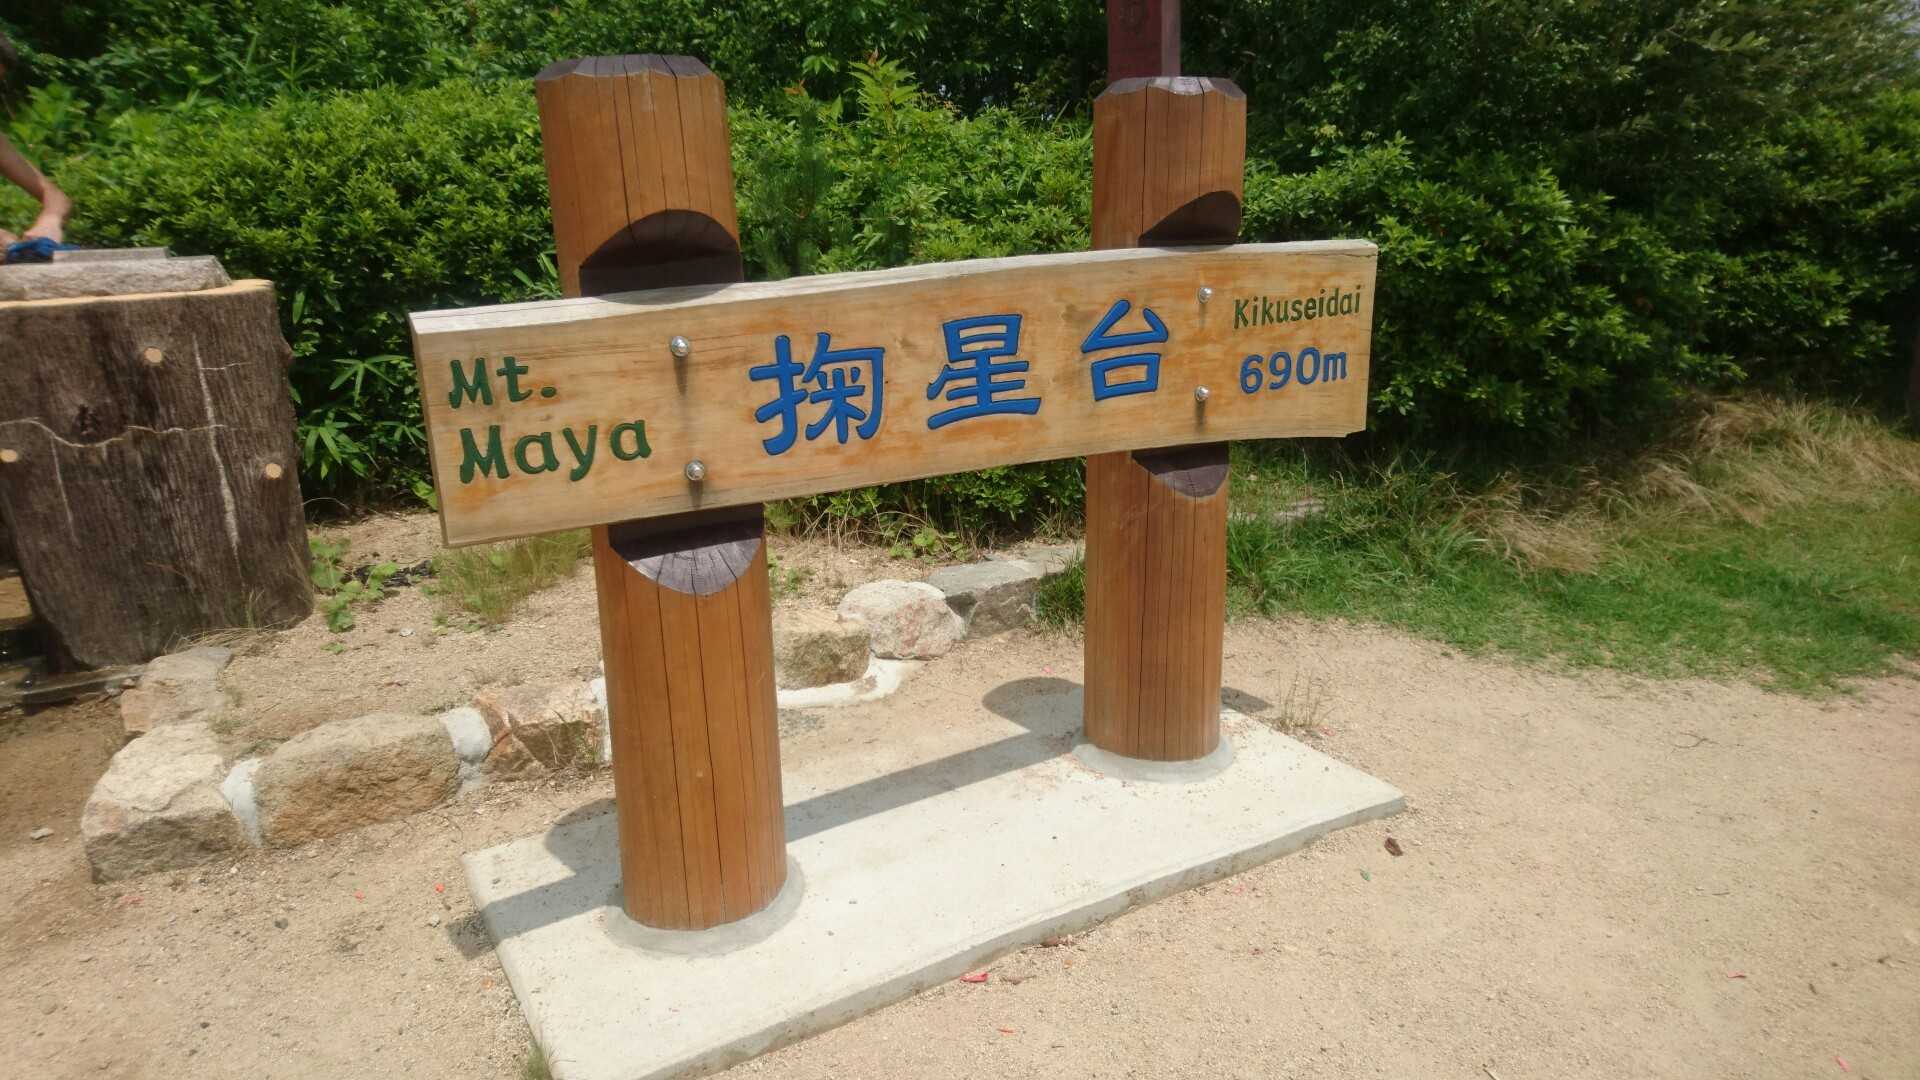 Mt.
Maya
掬星台
Kikuseidai
690m